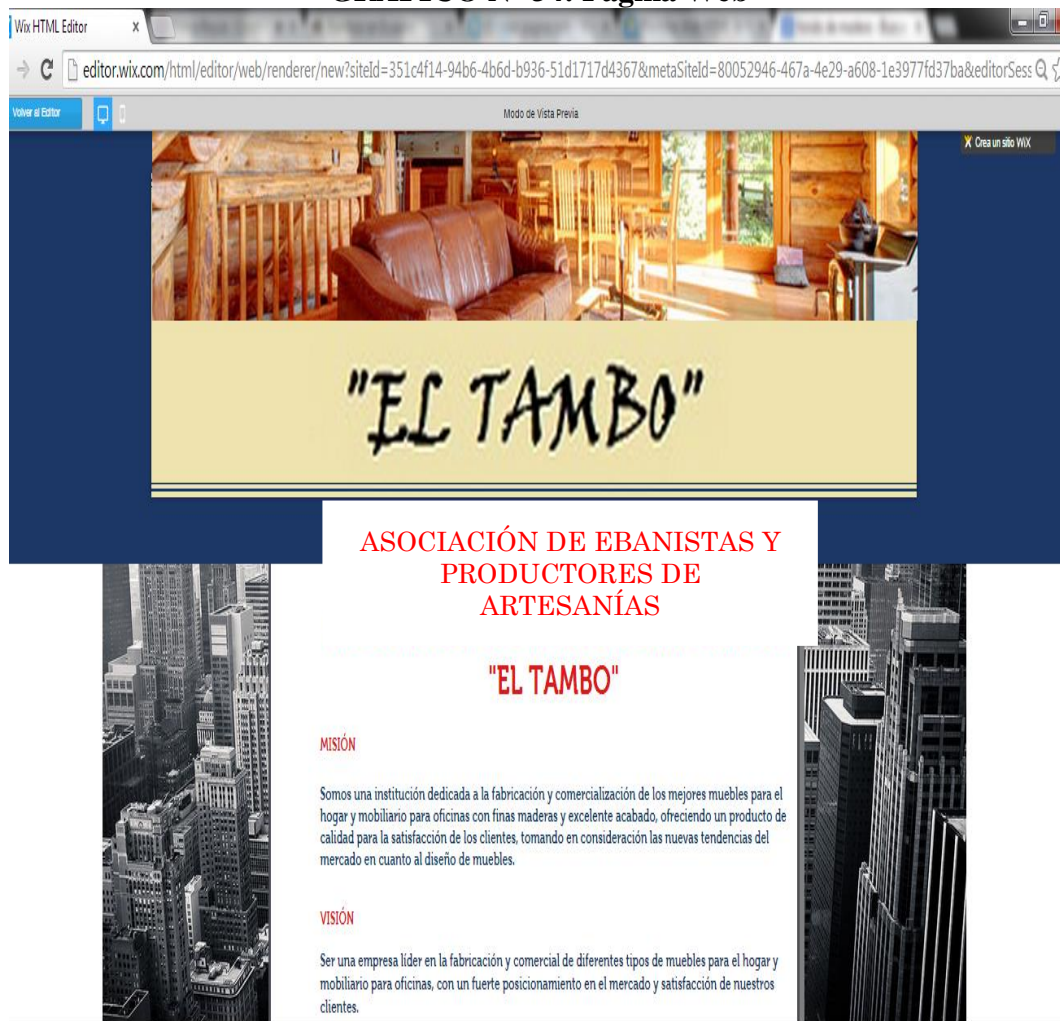 Wix HTML Editor x
editor.wix.com/html/editor/web/renderer/new?siteId=351c4f14-94b6-4b6d-b936-51d1717d4367&metaSiteId=80052946-467a-4e29-a608-1e3977fd37ba&editorSess
Volver al Editor
Modo de Vista Previa
Crea un sitio WiX
"EL TAMBO"
ASOCIACIÓN DE EBANISTAS Y
PRODUCTORES DE
ARTESANÍAS
"EL TAMBO"
MISIÓN
Somos una institución dedicada a la fabricación y comercialización de los mejores muebles para el
hogar y mobiliario para oficinas con finas maderas y excelente acabado, ofreciendo un producto de
calidad para la satisfacción de los clientes, tomando en consideración las nuevas tendencias del
mercado en cuanto al diseño de muebles.
VISIÓN
Ser una empresa líder en la fabricación y comercial de diferentes tipos de muebles para el hogar y
mobiliario para oficinas, con un fuerte posicionamiento en el mercado y satisfacción de nuestros
clientes.